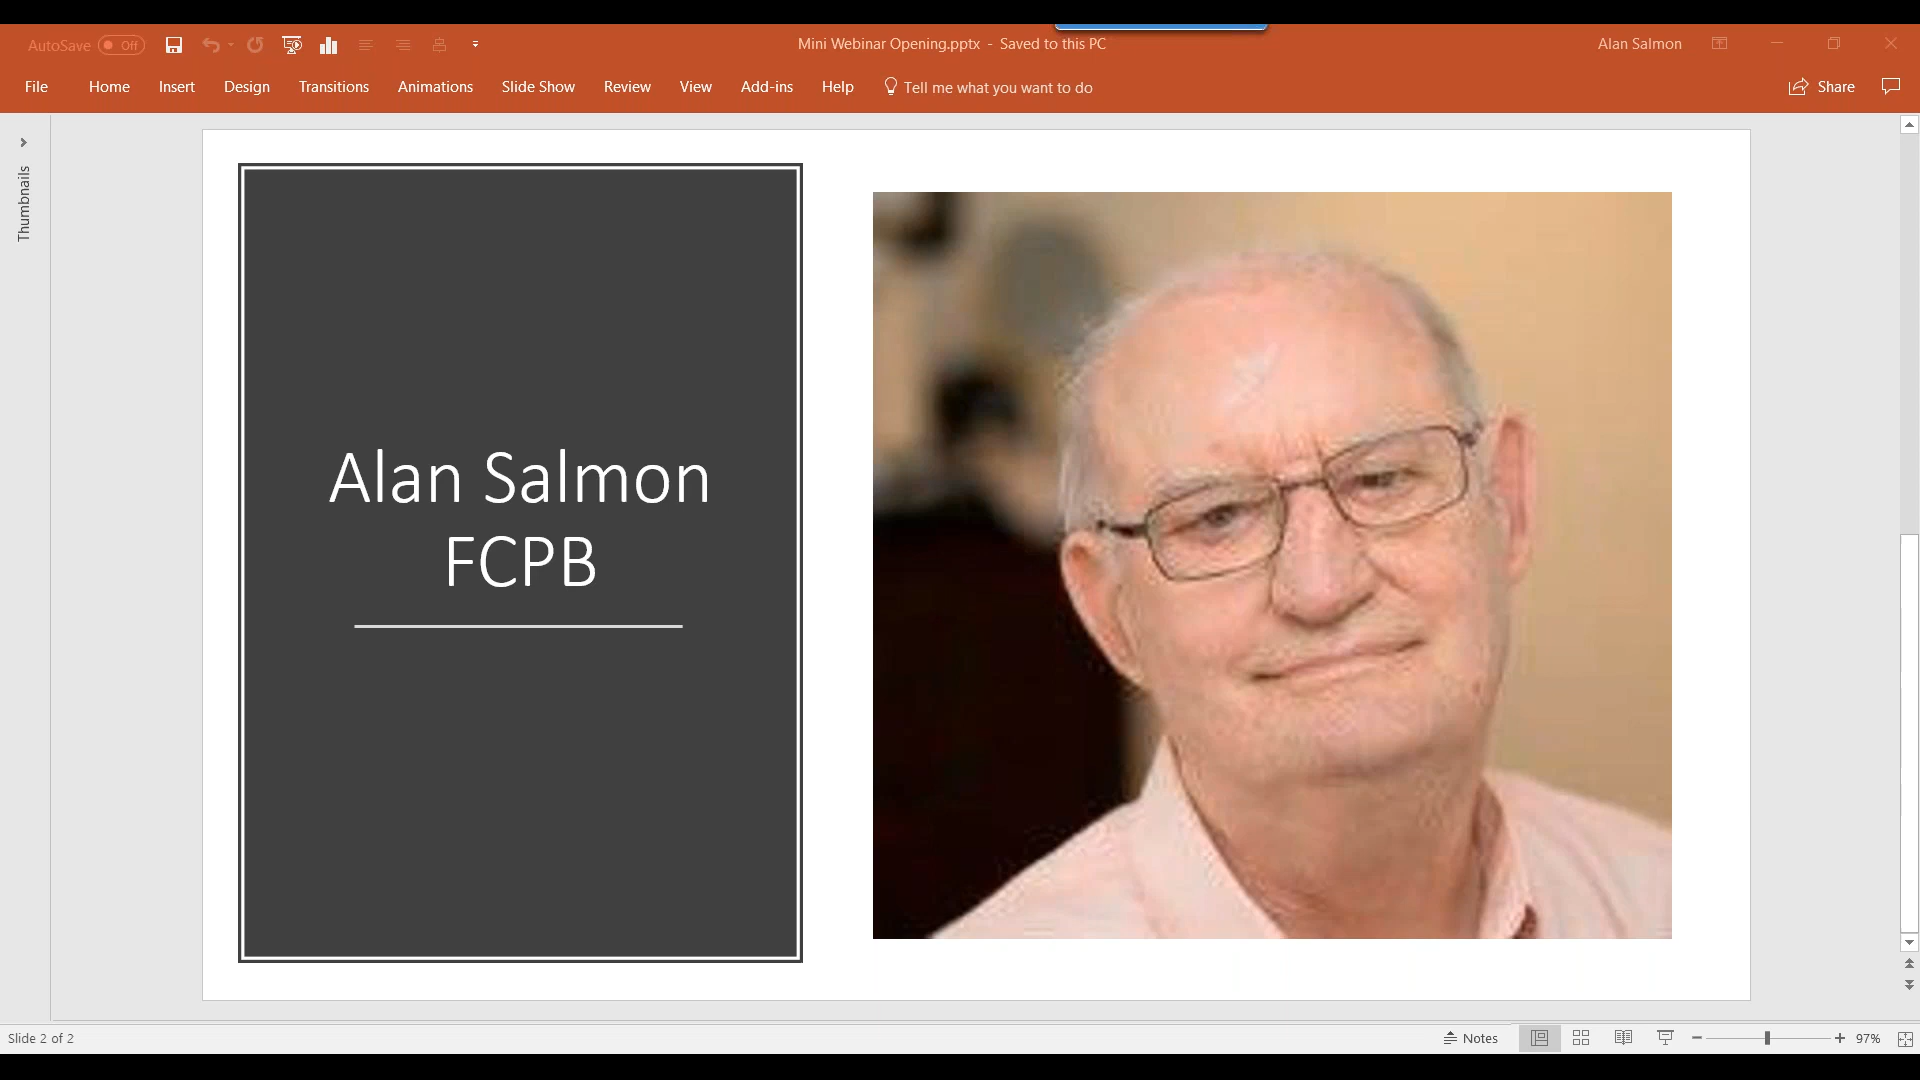 AutoSave Off
Mini Webinar Opening.pptx - Saved to this PC
Alan Salmon
File Home Insert Design Transitions Animations Slide Show Review View Add-ins Help Tell me what you want to do
Share
Thumbnails
Alan Salmon
FCPB
Slide 2 of 2
Notes
97%